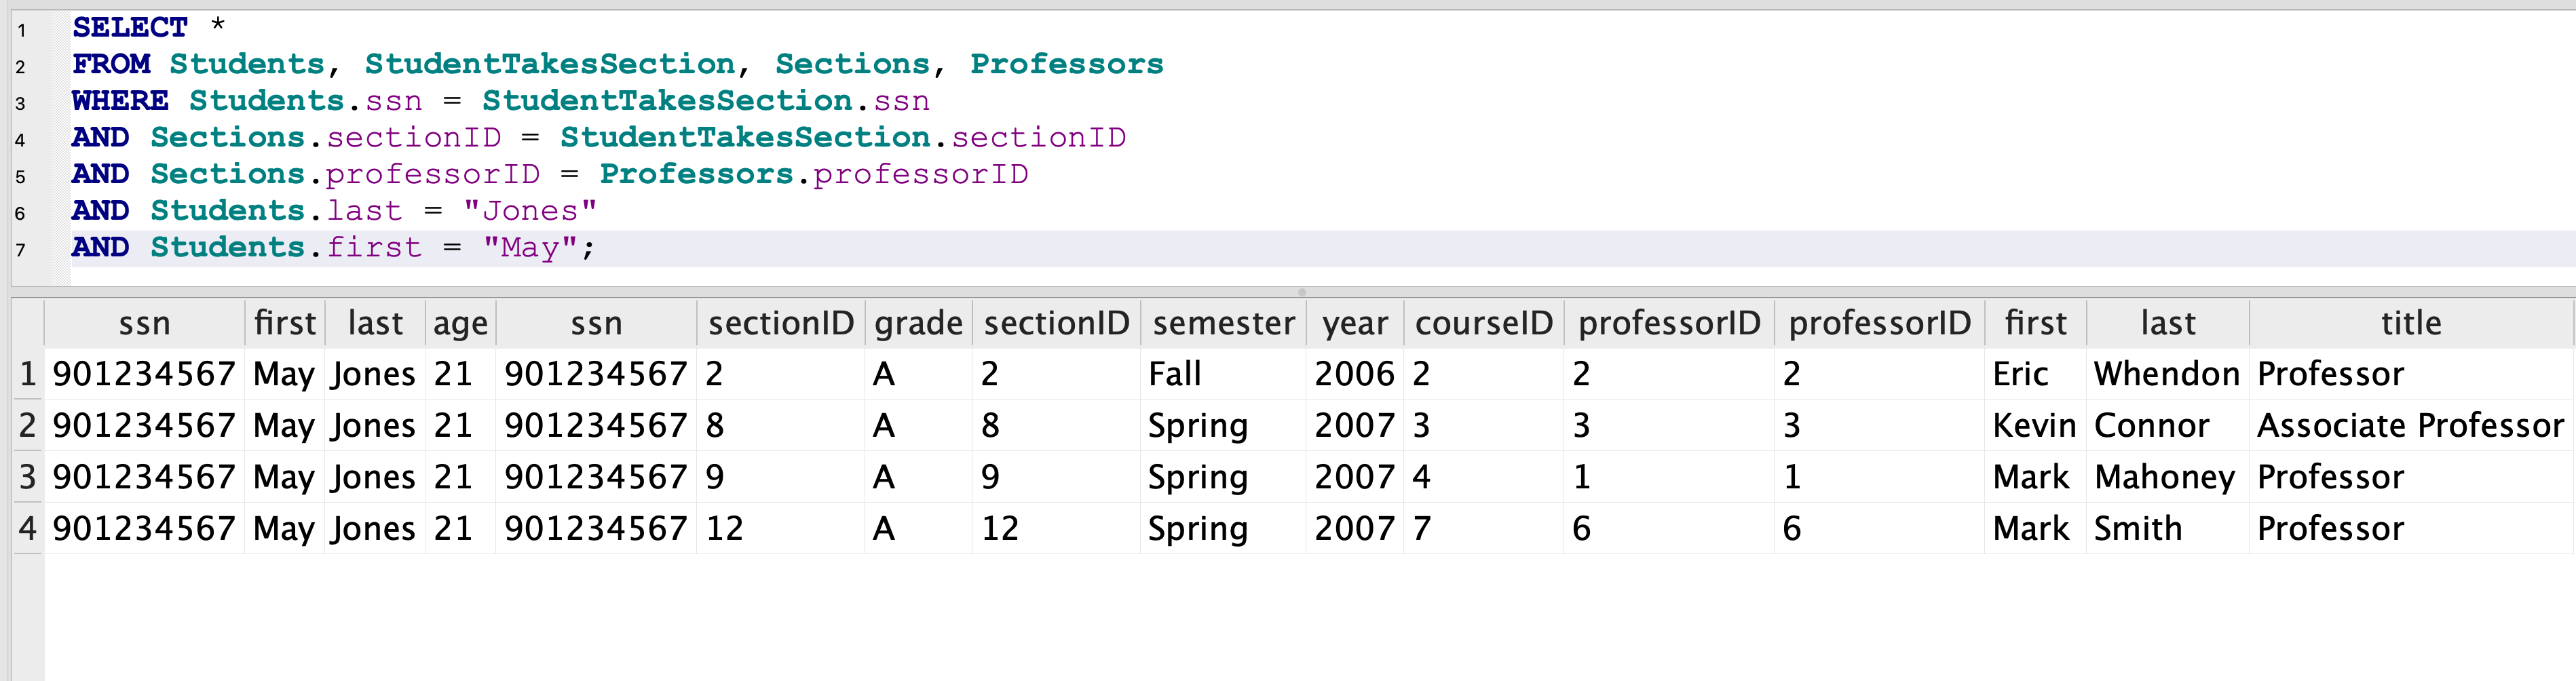 1 SELECT *
2 FROM Students, StudentTakesSection, Sections, Professors
3 WHERE Students.ssn = StudentTakesSection.ssn
4 AND Sections.sectionID = StudentTakesSection.sectionID
5 AND Sections.professorID = Professors.professorID
6 AND Students.last = "Jones"
7 AND Students.first = "May";
ssn first last age ssn sectionID grade sectionID semester year courseID professorID professorID first last title
1 901234567 May Jones 21 901234567 2 A 2 Fall 2006 2 2 2 Eric Whendon Professor
2 901234567 May Jones 21 901234567 8 A 8 Spring 2007 3 3 3 Kevin Connor Associate Professor
3 901234567 May Jones 21 901234567 9 A 9 Spring 2007 4 1 1 Mark Mahoney Professor
4 901234567 May Jones 21 901234567 12 A 12 Spring 2007 7 6 6 Mark Smith Professor